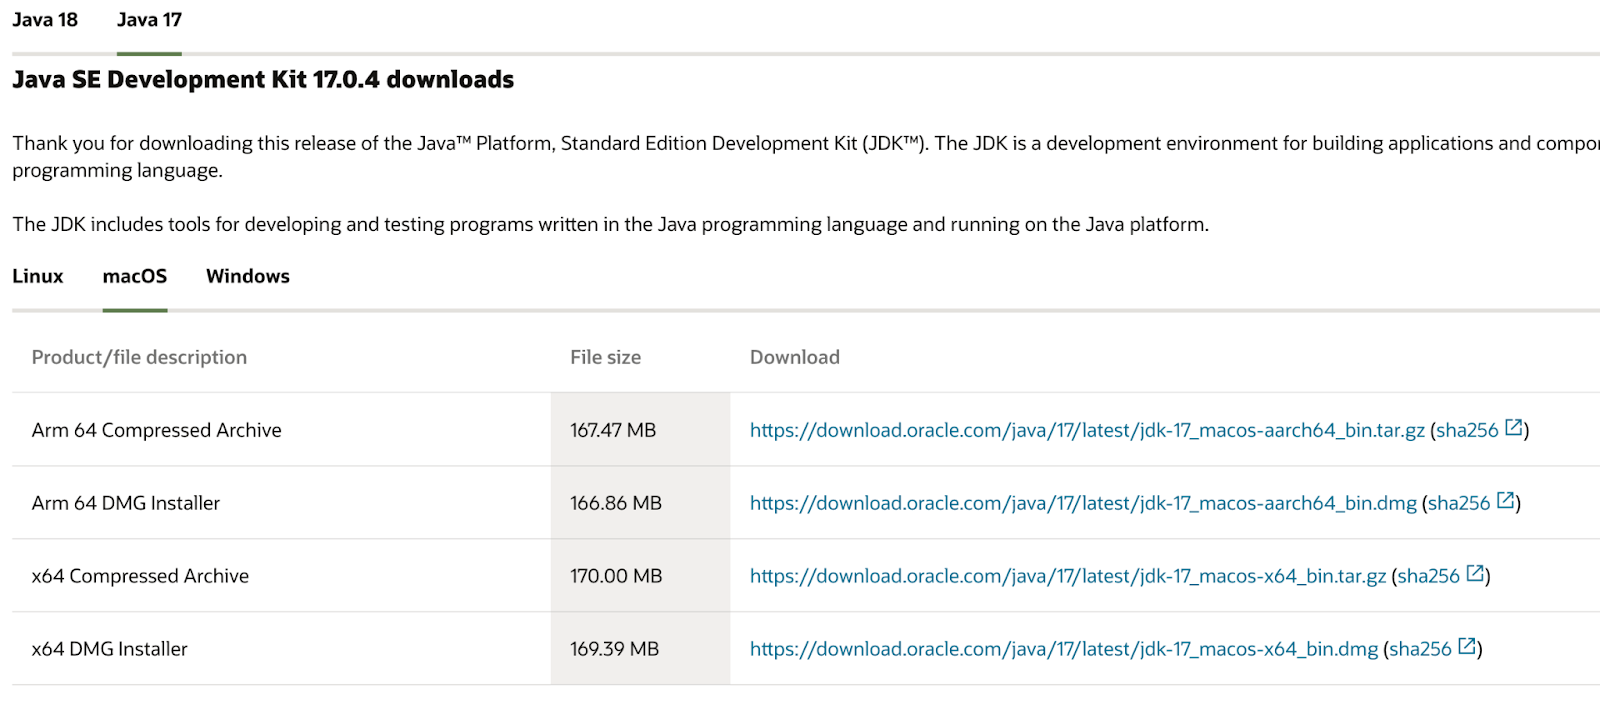 Java 18 Java 17
Java SE Development Kit 17.0.4 downloads
Thank you for downloading this release of the Java™ Platform, Standard Edition Development Kit (JDK™). The JDK is a development environment for building applications and
programming language.
The JDK includes tools for developing and testing programs written in the Java programming language and running on the Java platform.
Linux macOS Windows
Product/file description File size Download
Arm 64 Compressed Archive 167.47 MB https://download.oracle.com/java/17/latest/jdk-17_macos-aarch64_bin.tar.gz (sha256)
Arm 64 DMG Installer 166.86 MB https://download.oracle.com/java/17/latest/jdk-17_macos-aarch64_bin.dmg (sha256)
x64 Compressed Archive 170.00 MB https://download.oracle.com/java/17/latest/jdk-17_macos-x64_bin.tar.gz (sha256)
x64 DMG Installer 169.39 MB https://download.oracle.com/java/17/latest/jdk-17_macos-x64_bin.dmg (sha256)